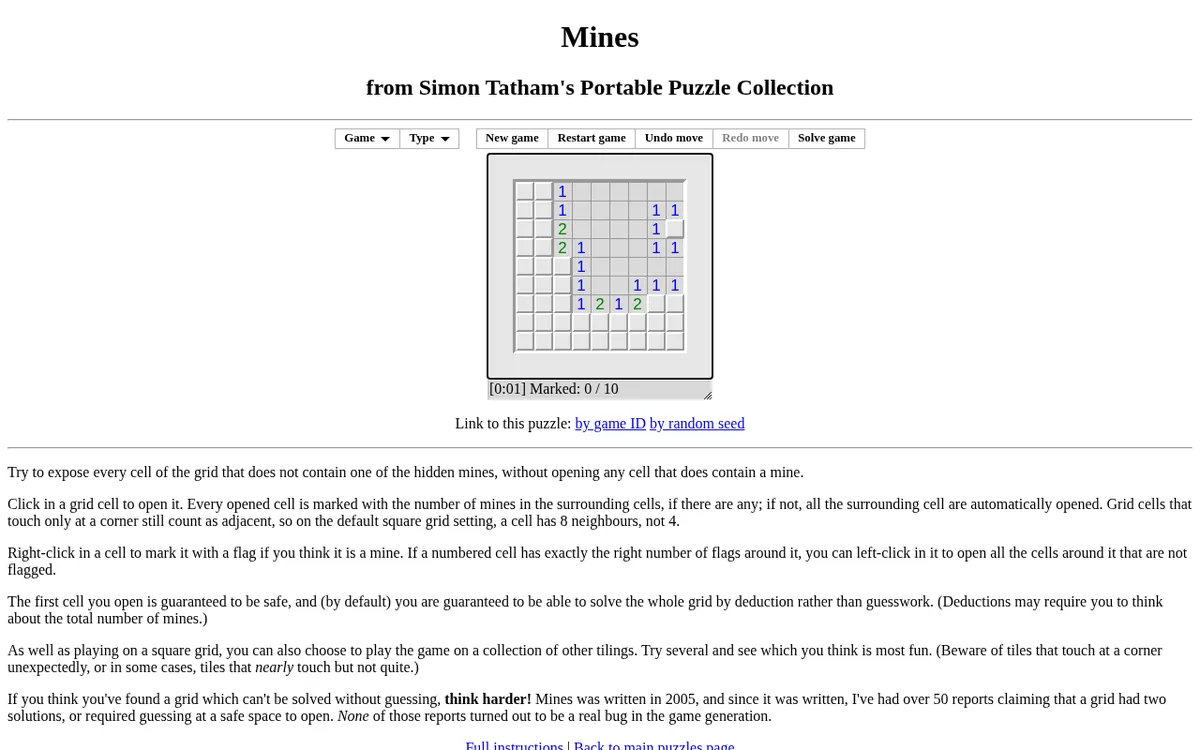 Mines
from Simon Tatham's Portable Puzzle Collection
Game Type New game Restart game Undo move Redo move Solve game
1
1 1 1
2 1
2 1 1 1
1
1 1 1 1
1 2 1 2
[0:01] Marked: 0 / 10
Link to this puzzle: by game ID by random seed
Try to expose every cell of the grid that does not contain one of the hidden mines, without opening any cell that does contain a mine.
Click in a grid cell to open it. Every opened cell is marked with the number of mines in the surrounding cells, if there are any; if not, all the surrounding cell are automatically opened. Grid cells that
touch only at a corner still count as adjacent, so on the default square grid setting, a cell has 8 neighbours, not 4.
Right-click in a cell to mark it with a flag if you think it is a mine. If a numbered cell has exactly the right number of flags around it, you can left-click in it to open all the cells around it that are not
flagged.
The first cell you open is guaranteed to be safe, and (by default) you are guaranteed to be able to solve the whole grid by deduction rather than guesswork. (Deductions may require you to think
about the total number of mines.)
As well as playing on a square grid, you can also choose to play the game on a collection of other tilings. Try several and see which you think is most fun. (Beware of tiles that touch at a corner
unexpectedly, or in some cases, tiles that nearly touch but not quite.)
If you think you've found a grid which can't be solved without guessing, think harder! Mines was written in 2005, and since it was written, I've had over 50 reports claiming that a grid had two
solutions, or required guessing at a safe space to open. None of those reports turned out to be a real bug in the game generation.
Full instructions | Back to main puzzles page